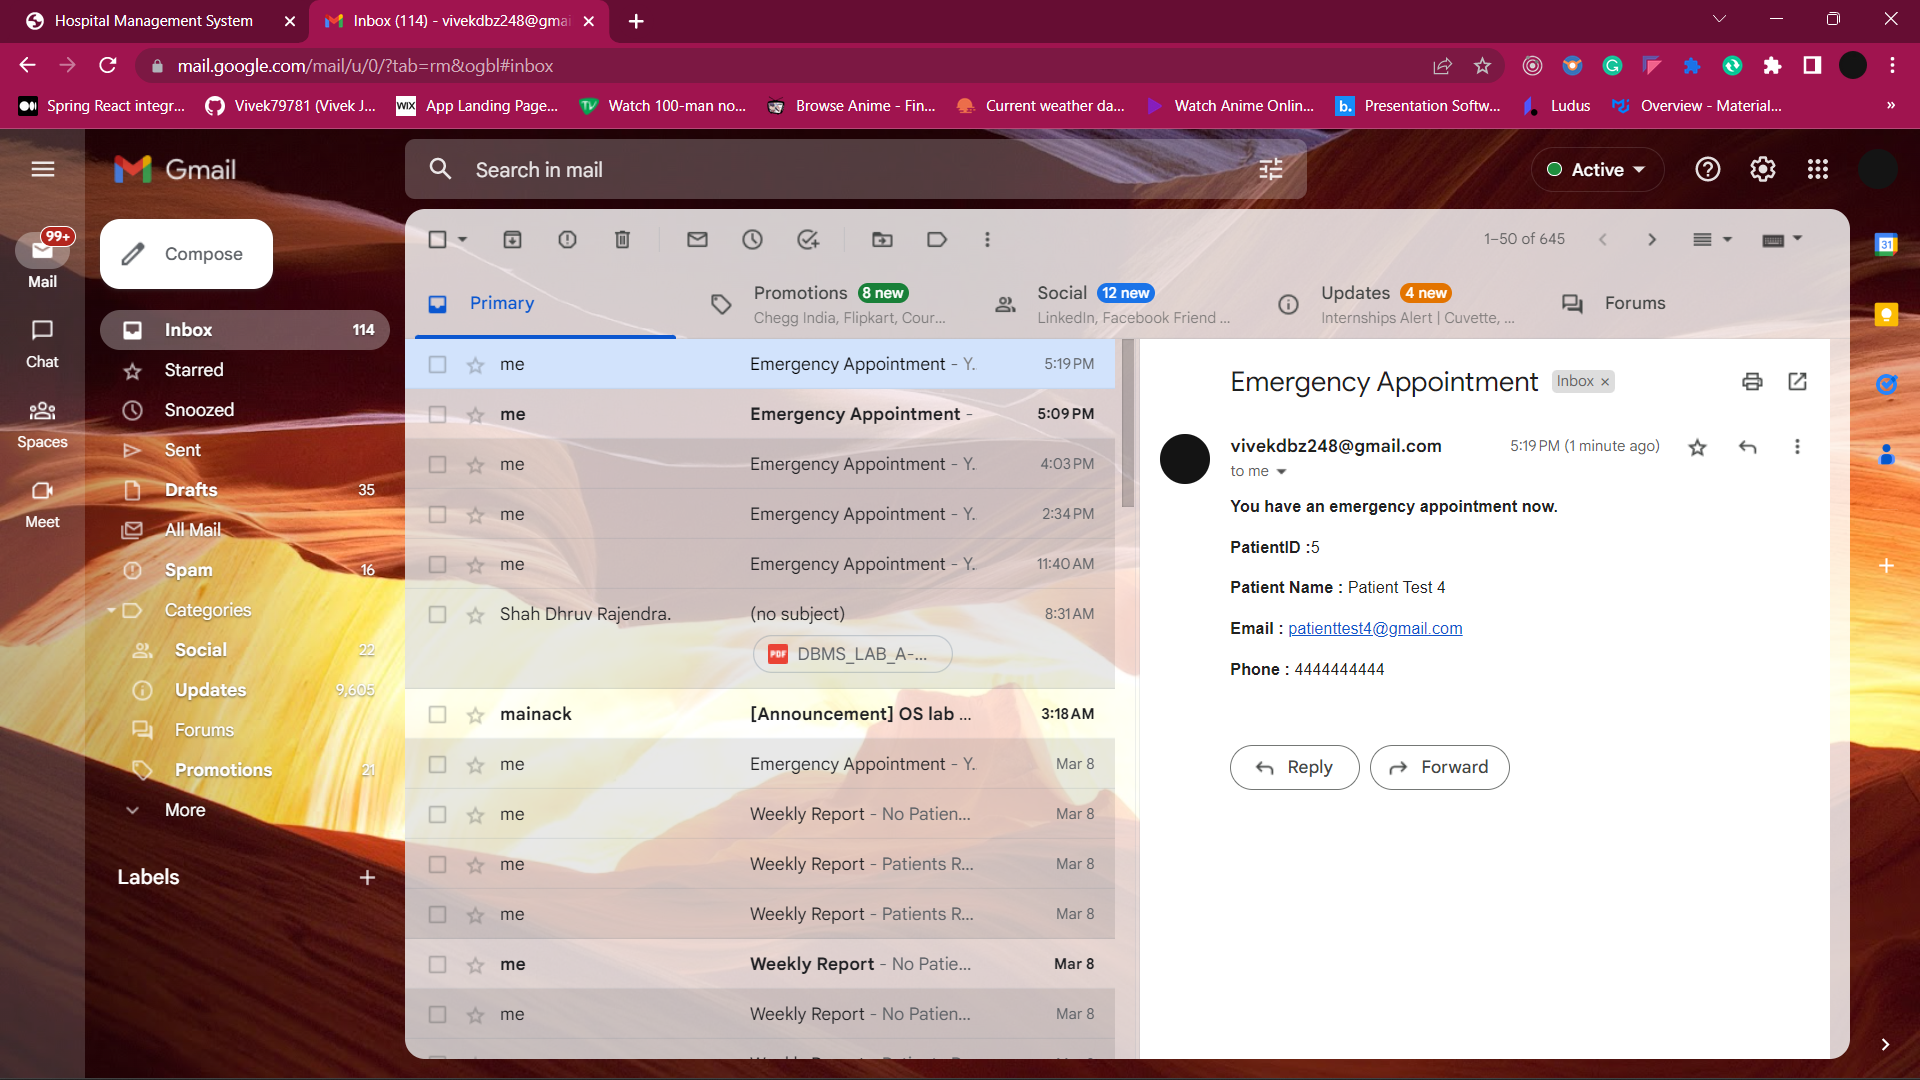 Hospital Management System
Inbox (114) - vivekdbz248@gmai
mail.google.com/mail/u/0/?tab=rm&ogbl#inbox
Spring React integr...
Vivek79781 (Vivek J...
WIX App Landing Page...
TV Watch 100-man no...
Browse Anime - Fin...
Current weather da...
Watch Anime Onlin...
b. Presentation Softw...
Ludus
Overview - Material...
»
Gmail
Search in mail
Active
99+
Mail
Chat
Spaces
Meet
Compose
Inbox 114
Starred
Snoozed
Sent
Drafts 35
All Mail
Spam 16
Categories
Social 22
Updates 9,605
Forums
Promotions 21
More
Labels
1–50 of 645
31
Primary
Promotions 8 new
Chegg India, Flipkart, Cour...
Social 12 new
LinkedIn, Facebook Friend ...
Updates 4 new
Internships Alert | Cuvette, ...
Forums
me Emergency Appointment - Y. 5:19 PM
me Emergency Appointment - 5:09 PM
me Emergency Appointment - Y. 4:03 PM
me Emergency Appointment - Y. 2:34 PM
me Emergency Appointment - Y. 11:40 AM
Shah Dhruv Rajendra. (no subject) 8:31 AM
PDF DBMS_LAB_A-...
mainack [Announcement] OS lab ... 3:18 AM
me Emergency Appointment - Y. Mar 8
me Weekly Report - No Patien... Mar 8
me Weekly Report - Patients R... Mar 8
me Weekly Report - Patients R... Mar 8
me Weekly Report - No Patie... Mar 8
me Weekly Report - No Patien... Mar 8
Emergency Appointment Inbox ×
vivekdbz248@gmail.com 5:19 PM (1 minute ago)
to me
You have an emergency appointment now.
PatientID :5
Patient Name : Patient Test 4
Email : patienttest4@gmail.com
Phone : 4444444444
Reply
Forward